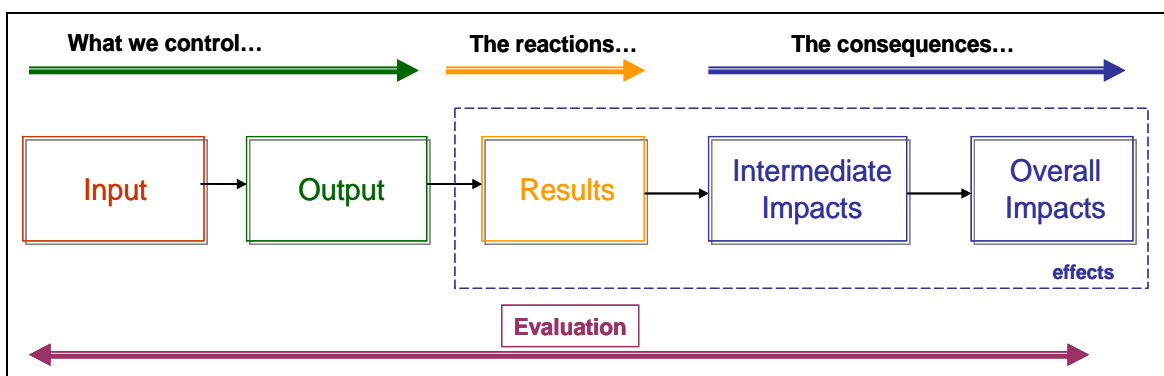 What we control…
The reactions…
The consequences…
Input
Output
Results
Intermediate
Impacts
Overall
Impacts
effects
Evaluation